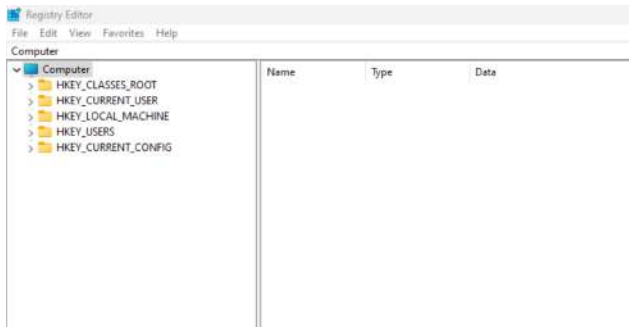 Registry Editor
File Edit View Favorites Help
Computer
Computer
HKEY_CLASSES_ROOT
HKEY_CURRENT_USER
HKEY_LOCAL_MACHINE
HKEY_USERS
HKEY_CURRENT_CONFIG
Name Type Data